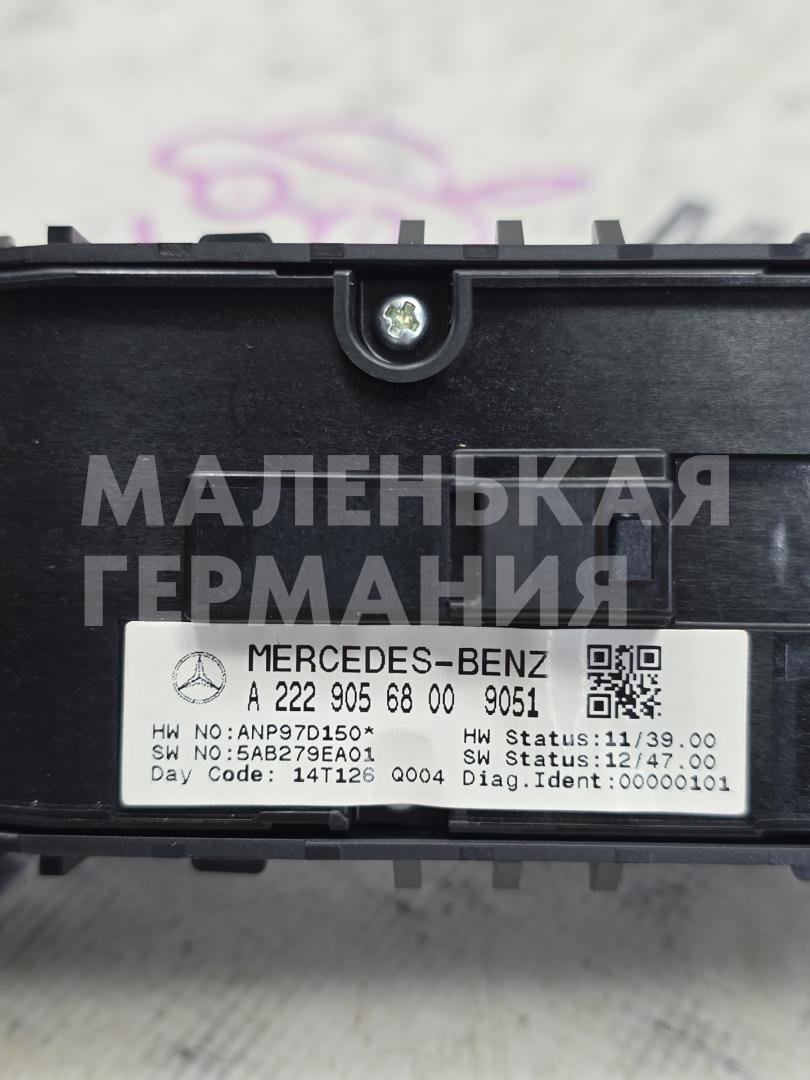 МАЛЕНЬКАЯ
ГЕРМАНИЯ
MERCEDES-BENZ
A 222 905 68 00 9051
HW NO:ANP97D150* HW Status:11/39.00
SW NO:5AB279EA01 SW Status:12/47.00
Day Code: 14T126 Q004 Diag.Ident:00000101